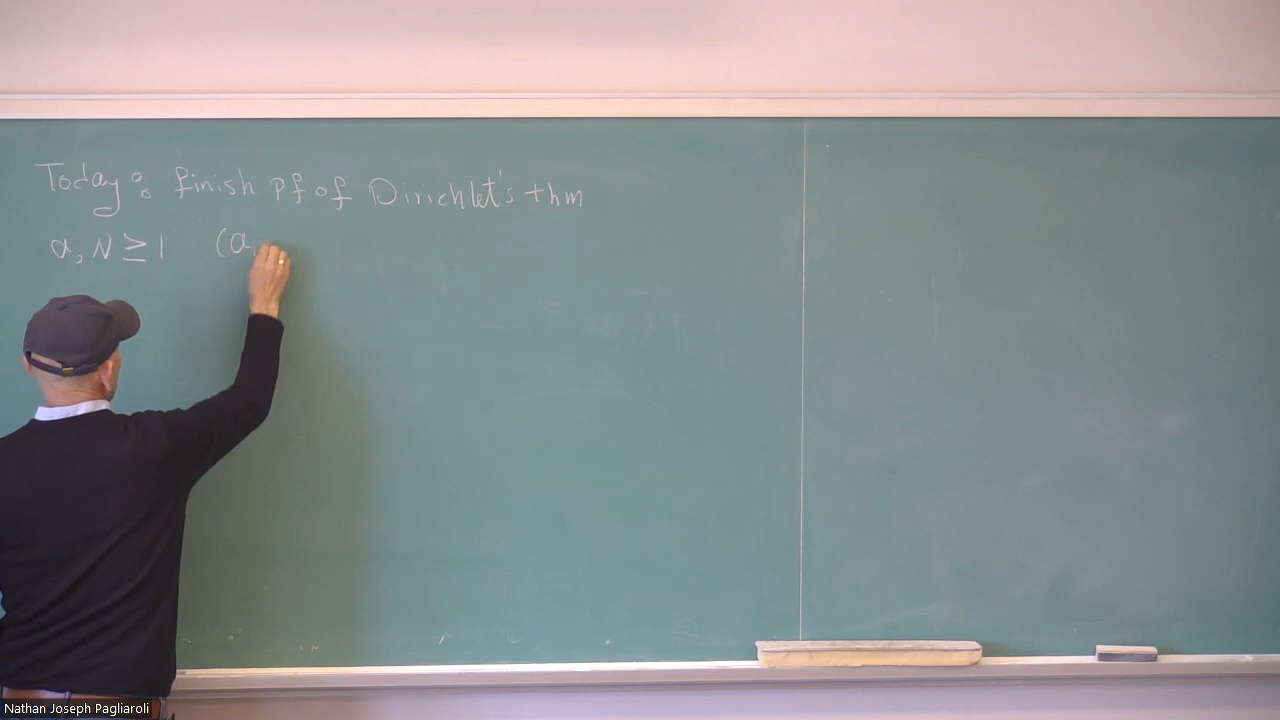 Today: finish pf of Dirichlet's thm
a, N ≥ 1 (a,
Nathan Joseph Pagliaroli